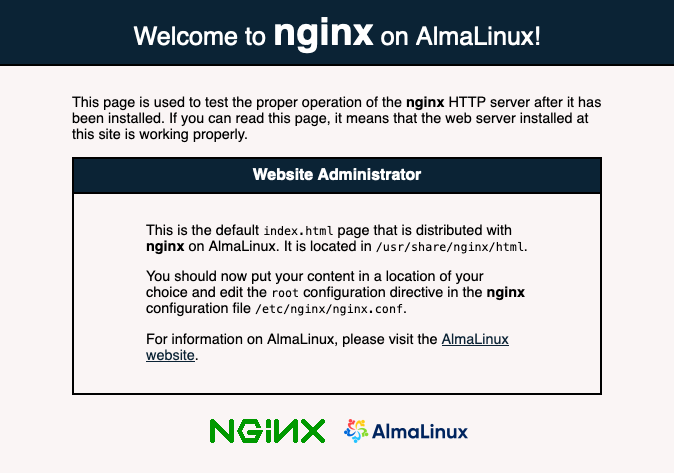 Welcome to nginx on AlmaLinux!
This page is used to test the proper operation of the nginx HTTP server after it has
been installed. If you can read this page, it means that the web server installed at
this site is working properly.
Website Administrator
This is the default index.html page that is distributed with
nginx on AlmaLinux. It is located in /usr/share/nginx/html.
You should now put your content in a location of your
choice and edit the root configuration directive in the nginx
configuration file /etc/nginx/nginx.conf.
For information on AlmaLinux, please visit the AlmaLinux
website.
NGINX AlmaLinux